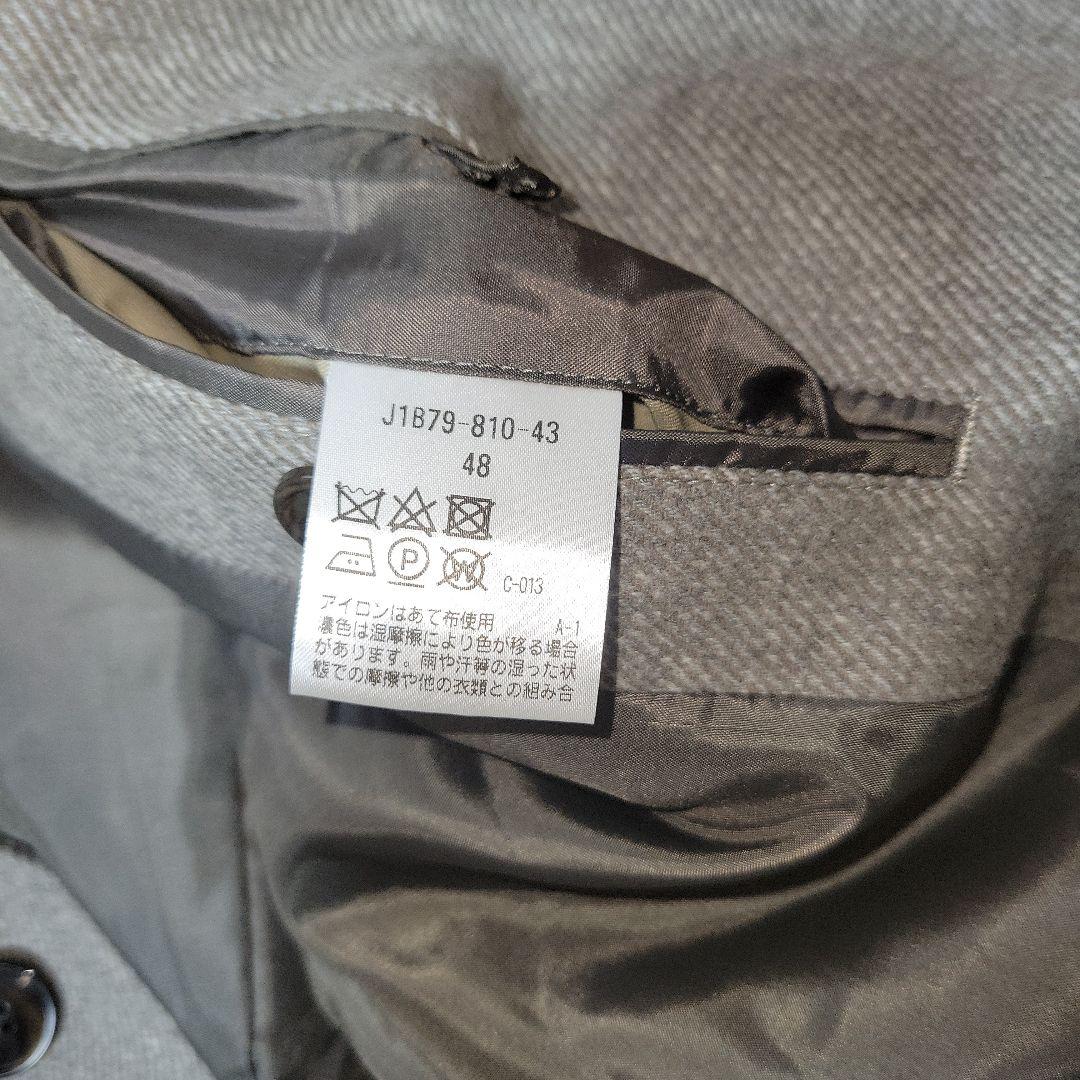 J1B79-810-43
48
P W C-013
アイロンはあて布使用 A-1
濃色は湿摩擦により色が移る場合
があります。雨や汗等の湿った状
態での摩擦や他の衣類との組み合